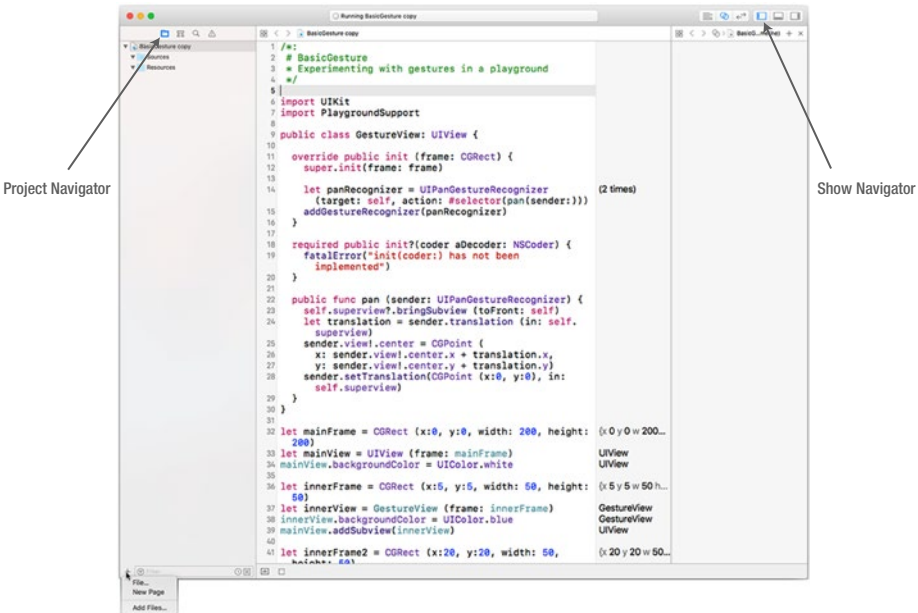 Running BasicGesture copy
BasicGesture copy
BasicG...meline)
BasicGesture copy
Sources
Resources
Project Navigator
Show Navigator
1 /*:
2 # BasicGesture
3 * Experimenting with gestures in a playground
4 */
5
6 import UIKit
7 import PlaygroundSupport
8
9 public class GestureView: UIView {
10
11 override public init (frame: CGRect) {
12 super.init(frame: frame)
13
14 let panRecognizer = UIPanGestureRecognizer
(target: self, action: #selector(pan(sender:)))
(2 times)
15 addGestureRecognizer(panRecognizer)
16 }
17
18 required public init?(coder aDecoder: NSCoder) {
19 fatalError("init(coder:) has not been
implemented")
20 }
21
22 public func pan (sender: UIPanGestureRecognizer) {
23 self.superview?.bringSubview (toFront: self)
24 let translation = sender.translation (in: self.
superview)
25 sender.view!.center = CGPoint (
26 x: sender.view!.center.x + translation.x,
27 y: sender.view!.center.y + translation.y)
28 sender.setTranslation(CGPoint (x:0, y:0), in:
self.superview)
29 }
30 }
31
32 let mainFrame = CGRect (x:0, y:0, width: 200, height:
200)
{x 0 y 0 w 200...
33 let mainView = UIView (frame: mainFrame)
UIView
34 mainView.backgroundColor = UIColor.white
UIView
35
36 let innerFrame = CGRect (x:5, y:5, width: 50, height:
50)
{x 5 y 5 w 50 h...
37 let innerView = GestureView (frame: innerFrame)
GestureView
38 innerView.backgroundColor = UIColor.blue
GestureView
39 mainView.addSubview(innerView)
UIView
40
41 let innerFrame2 = CGRect (x:20, y:20, width: 50,
height: 50)
{x 20 y 20 w 50...
Filter
File...
New Page
Add Files...